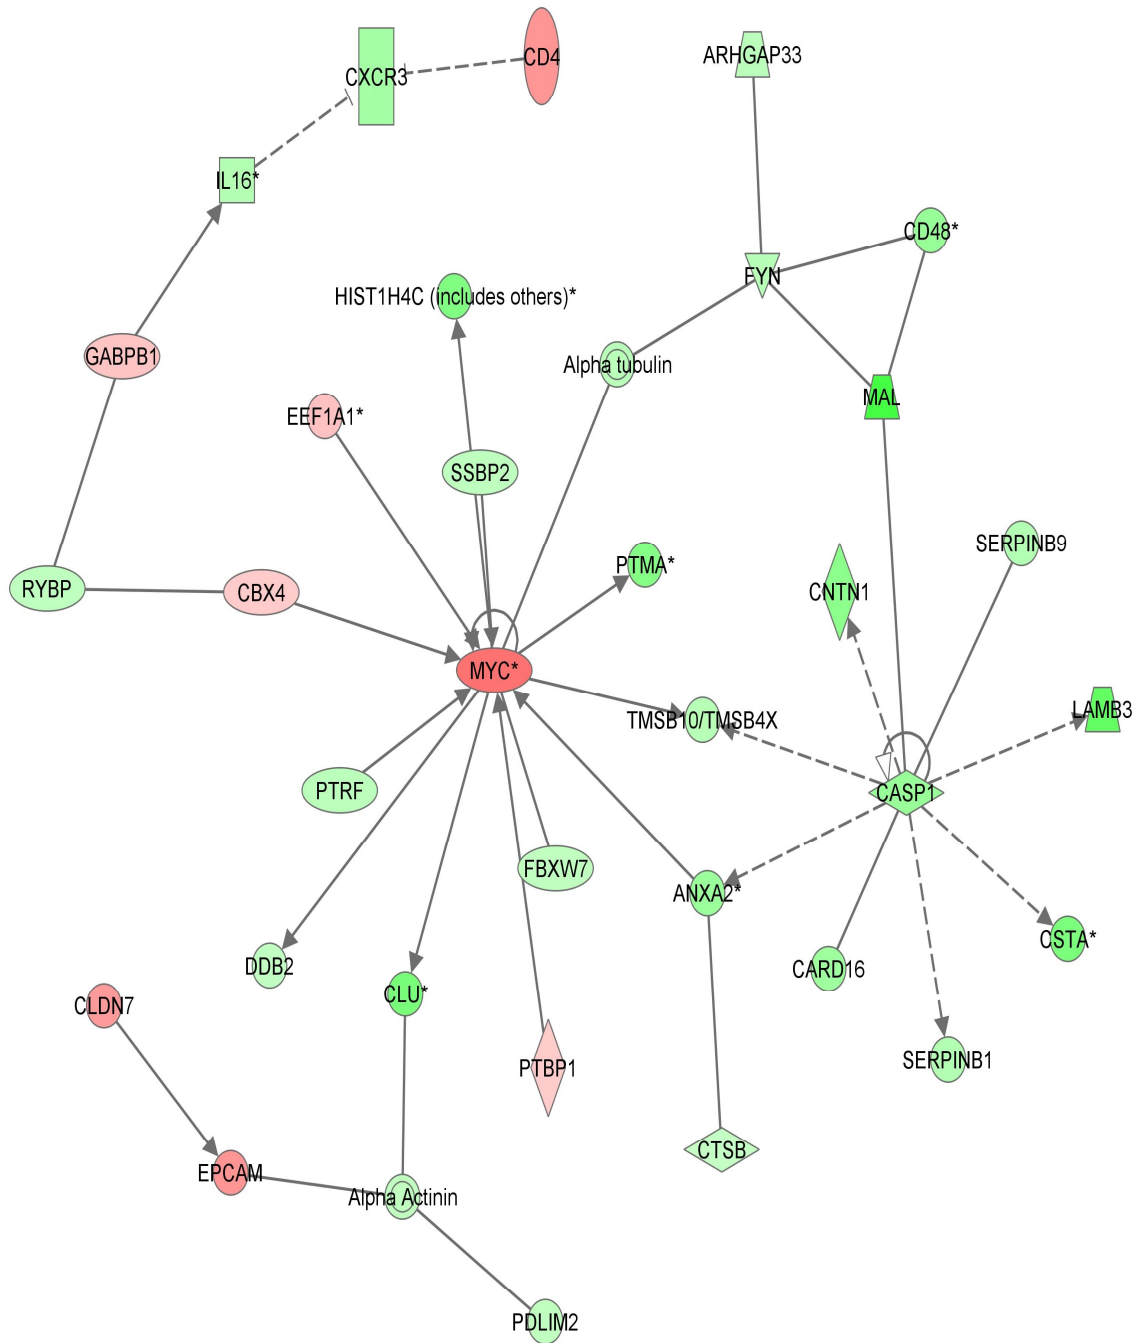 CD4
ARHGAP33
CXCR3
IL16*
CD48*
FYN
HIST1H4C (includes others)*
GABPB1
Alpha tubulin
MAL
EEF1A1*
SSBP2
SERPINB9
PTMA*
RYBP
CBX4
CNTN1
MYC*
LAMB3
TMSB10/TMSB4X
PTRF
CASP1
FBXW7
ANXA2*
CSTA*
DDB2
CARD16
CLU*
CLDN7
SERPINB1
PTBP1
CTSB
EPCAM
Alpha Actinin
PDLIM2